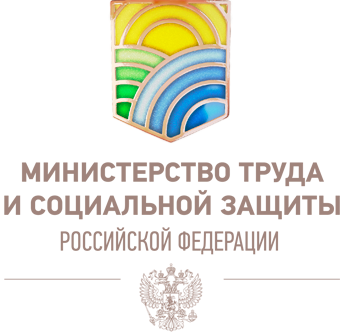 МИНИСТЕРСТВО ТРУДА
И СОЦИАЛЬНОЙ ЗАЩИТЫ
РОССИЙСКОЙ ФЕДЕРАЦИИ